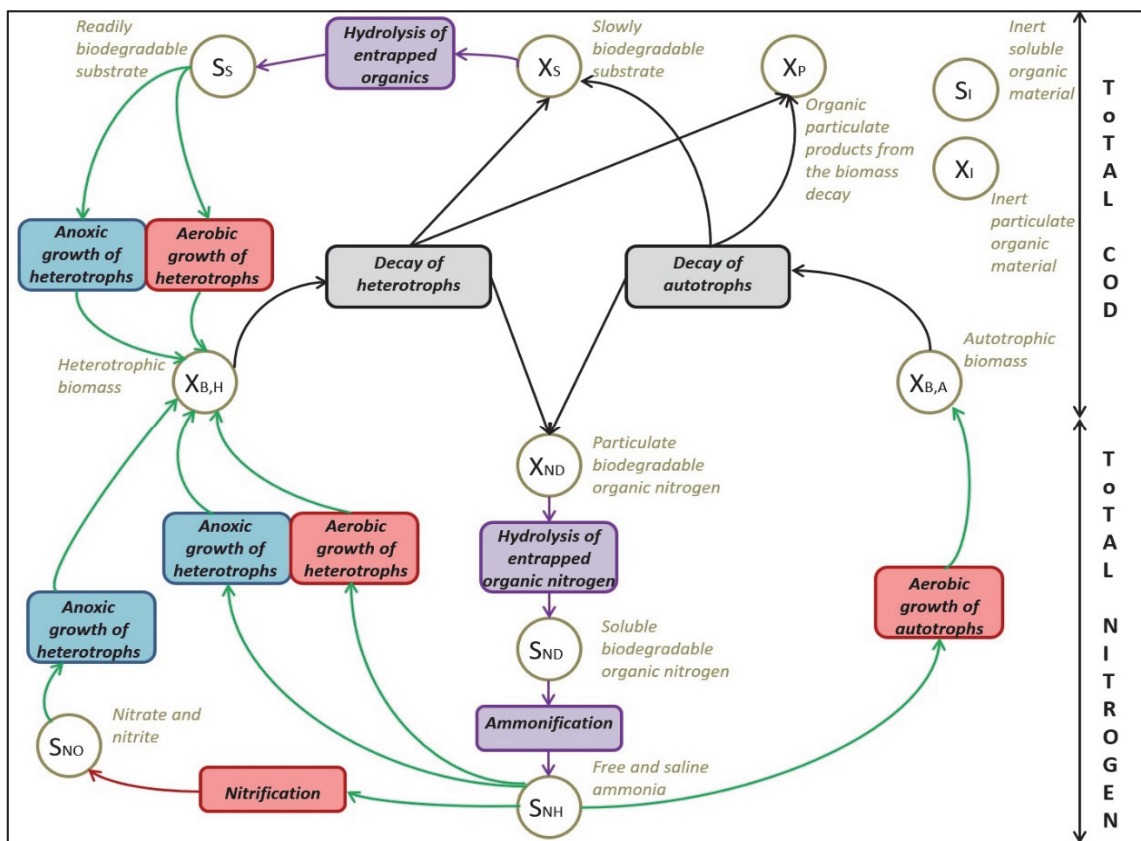 Readily
biodegradable
substrate
SS
Hydrolysis of
entrapped
organics
XS
Slowly
biodegradable
substrate
XP
Organic
particulate
products from
the biomass
decay
SI
Inert
soluble
organic
material
XI
Inert
particulate
organic
material
ToTAL COD
Anoxic
growth of
heterotrophs
Aerobic
growth of
heterotrophs
Decay of
heterotrophs
Decay of
autotrophs
Heterotrophic
biomass
XB,H
XB,A
Autotrophic
biomass
XND
Particulate
biodegradable
organic nitrogen
ToTAL NITROGEN
Anoxic
growth of
heterotrophs
Aerobic
growth of
heterotrophs
Hydrolysis of
entrapped
organic nitrogen
Anoxic
growth of
heterotrophs
Aerobic
growth of
autotrophs
SND
Soluble
biodegradable
organic nitrogen
SNO
Nitrate and
nitrite
Ammonification
Nitrification
SNH
Free and saline
ammonia